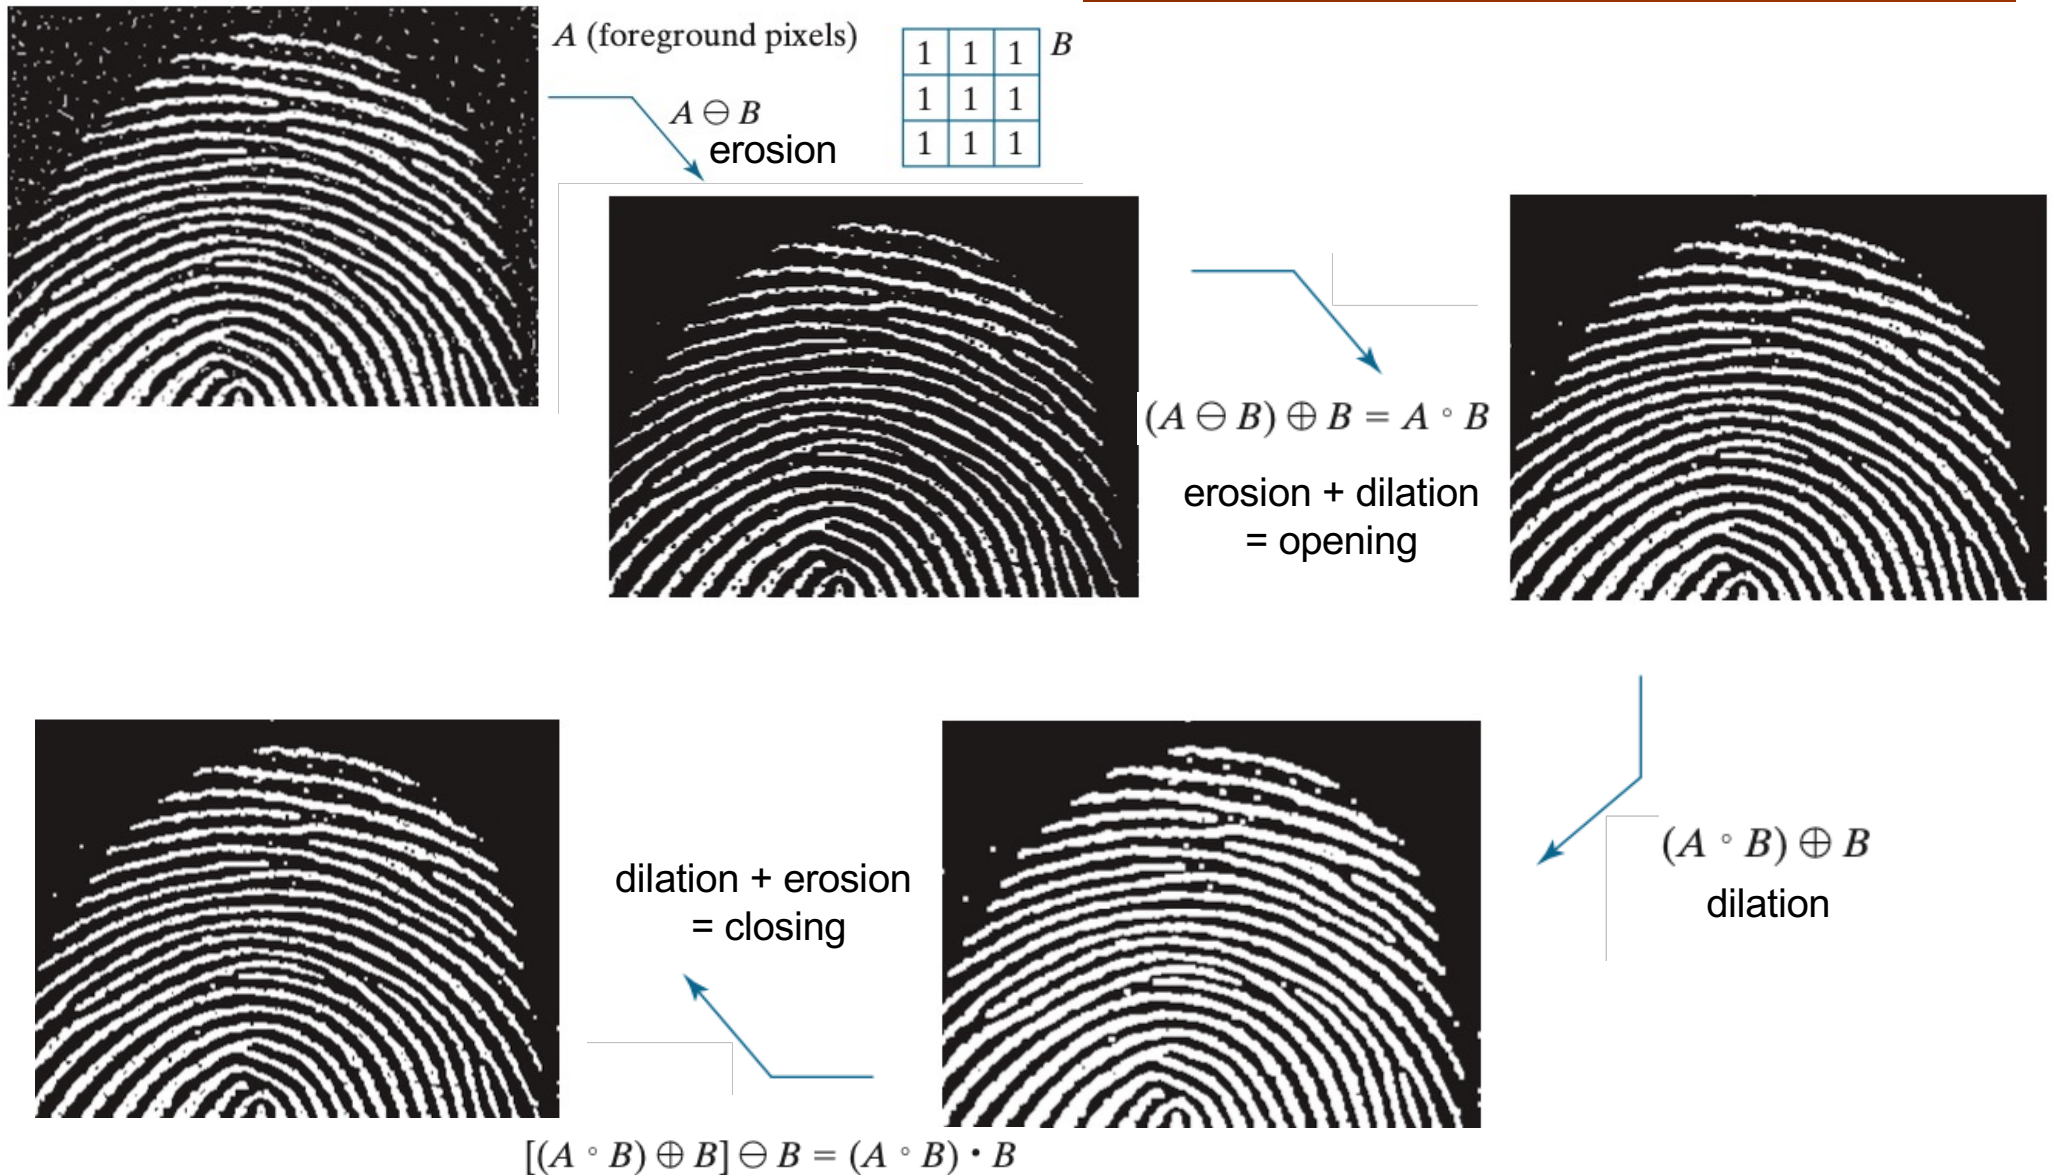 A (foreground pixels)
1 1 1 B
1 1 1
1 1 1
A ⊖ B
erosion
(A ⊖ B) ⊕ B = A ∘ B
erosion + dilation
= opening
(A ∘ B) ⊕ B
dilation
dilation + erosion
= closing
[(A ∘ B) ⊕ B] ⊖ B = (A ∘ B) • B